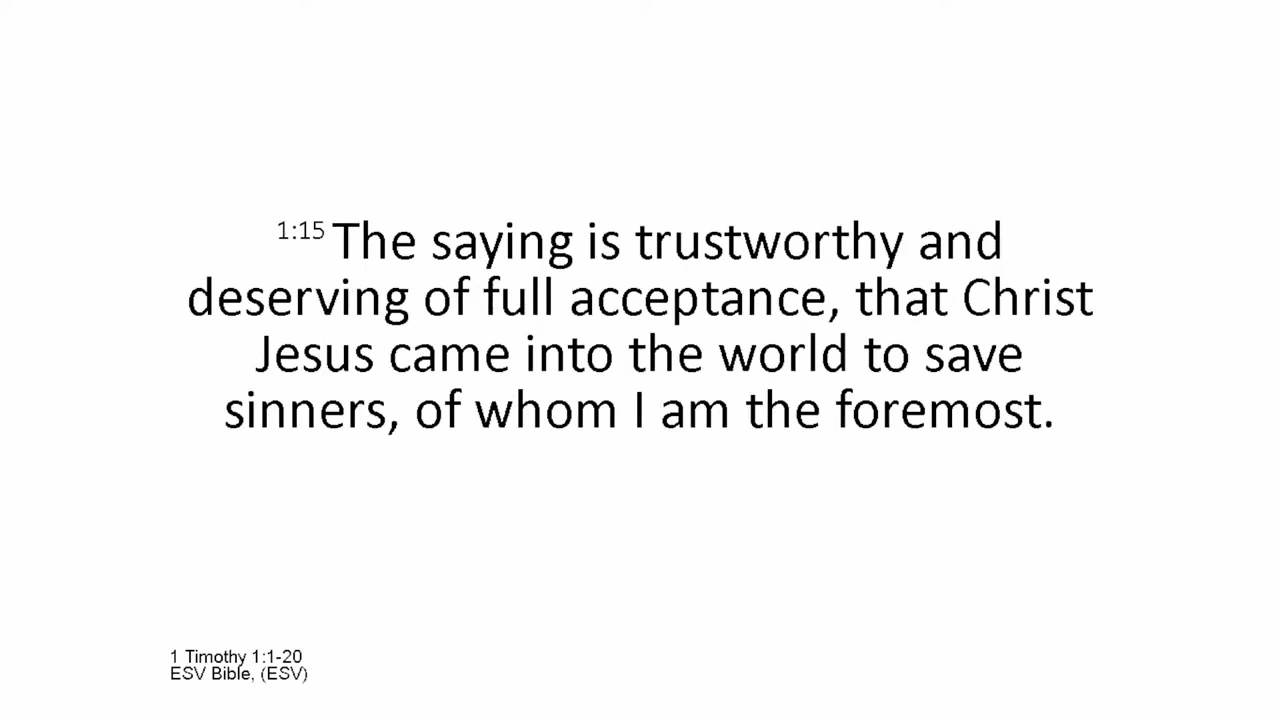 1:15 The saying is trustworthy and
deserving of full acceptance, that Christ
Jesus came into the world to save
sinners, of whom I am the foremost.
1 Timothy 1:1-20
ESV Bible, (ESV)